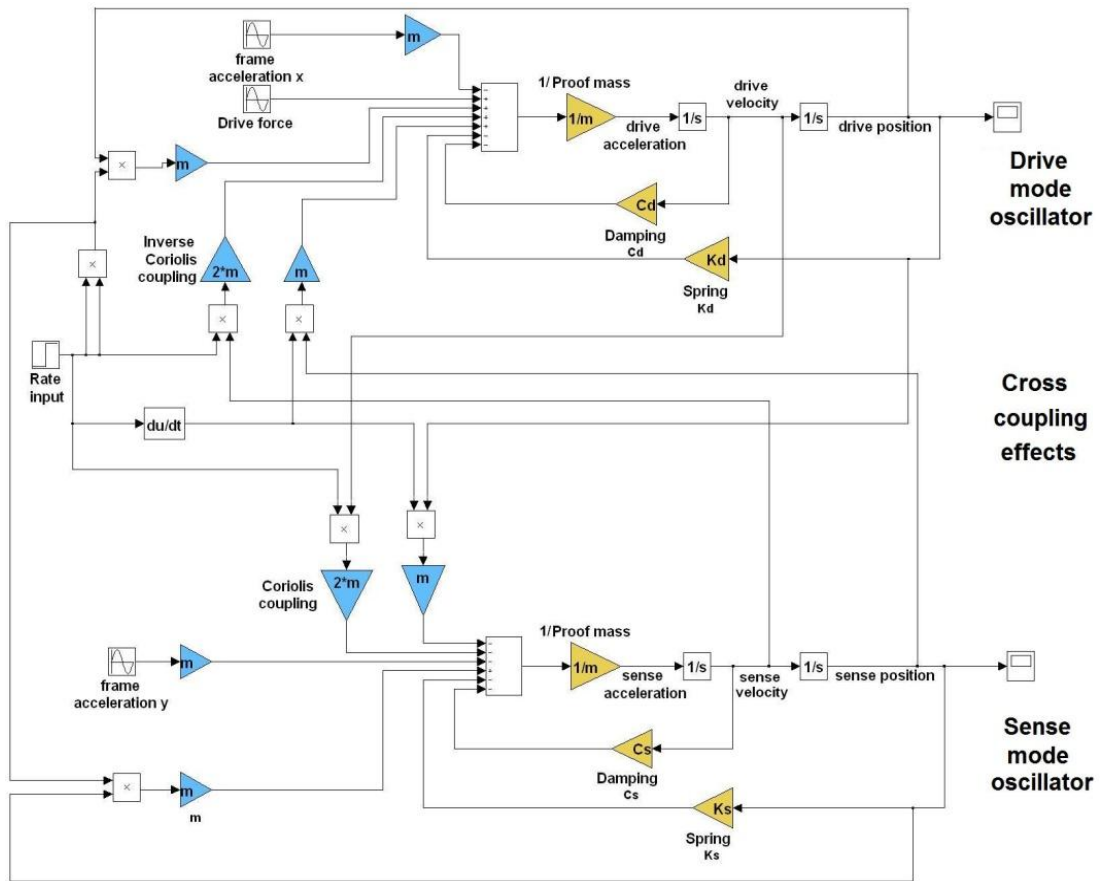 m
frame
acceleration x
Drive force
−
+
+
+
+
−
−
1/Proof mass
1/m
drive
acceleration
1/s
drive
velocity
1/s
drive position
Drive
mode
oscillator
×
m
Cd
Damping
Cd
Kd
Spring
Kd
×
Inverse
Coriolis
coupling
2*m
m
×
×
Rate
input
du/dt
Cross
coupling
effects
×
×
Coriolis
coupling
2*m
m
frame
acceleration y
m
−
−
−
+
−
−
1/Proof mass
1/m
sense
acceleration
1/s
sense
velocity
1/s
sense position
Sense
mode
oscillator
Cs
Damping
Cs
×
m
m
Ks
Spring
Ks